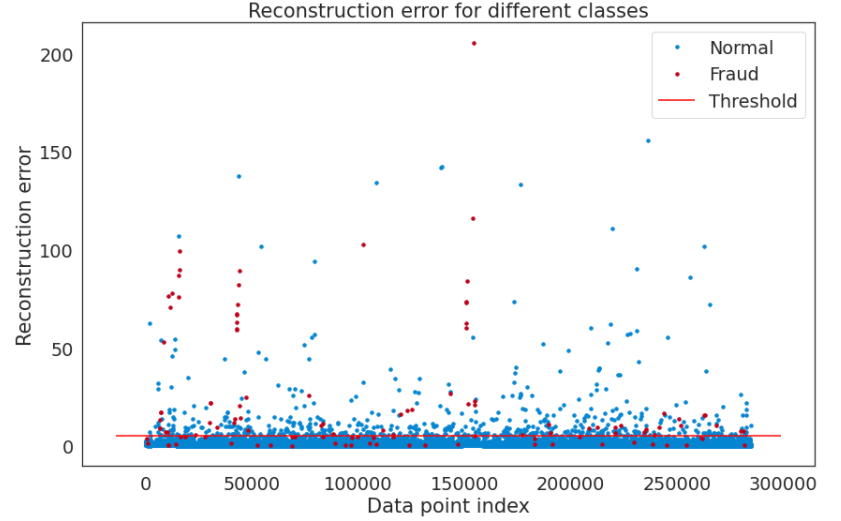 Reconstruction error for different classes
Normal
Fraud
Threshold
Reconstruction error
200
150
100
50
0
0 50000 100000 150000 200000 250000 300000
Data point index